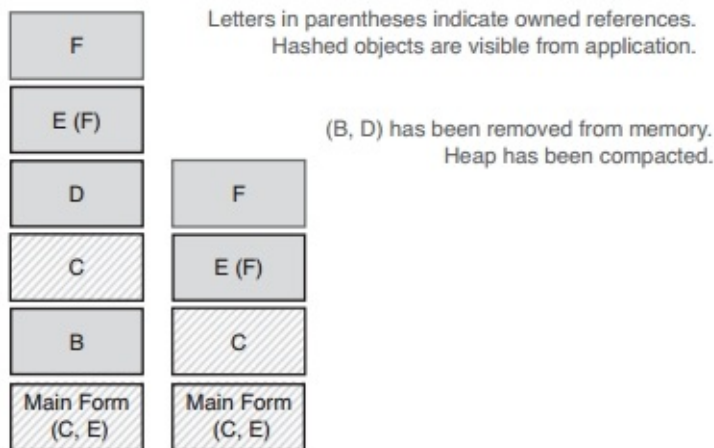 Letters in parentheses indicate owned references.
Hashed objects are visible from application.
(B, D) has been removed from memory.
Heap has been compacted.
F
E (F)
D
C
B
Main Form
(C, E)
F
E (F)
C
Main Form
(C, E)